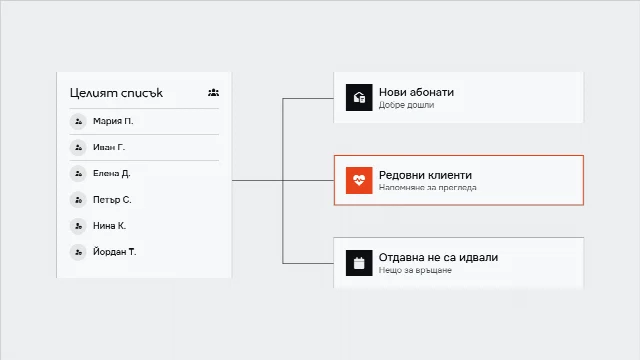 Целият списък
Мария П.
Иван Г.
Елена Д.
Петър С.
Нина К.
Йордан Т.
Нови абонати
Добре дошли
Редовни клиенти
Напомняне за прегледа
Отдавна не са идвали
Нещо за връщане